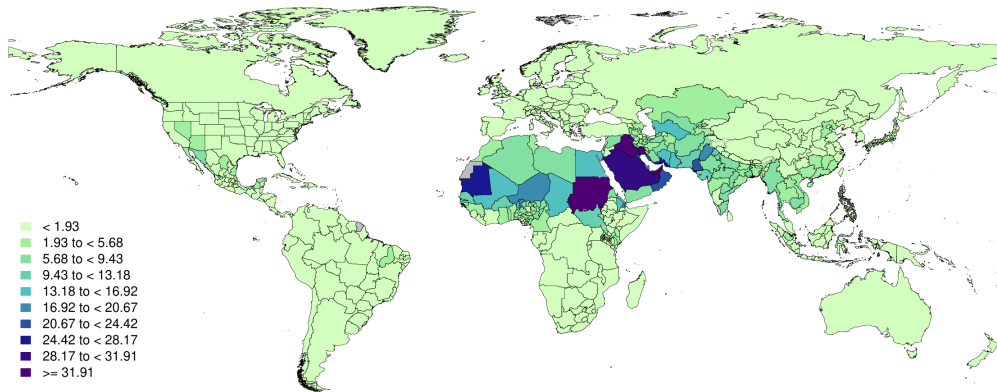 < 1.93
1.93 to < 5.68
5.68 to < 9.43
9.43 to < 13.18
13.18 to < 16.92
16.92 to < 20.67
20.67 to < 24.42
24.42 to < 28.17
28.17 to < 31.91
>= 31.91